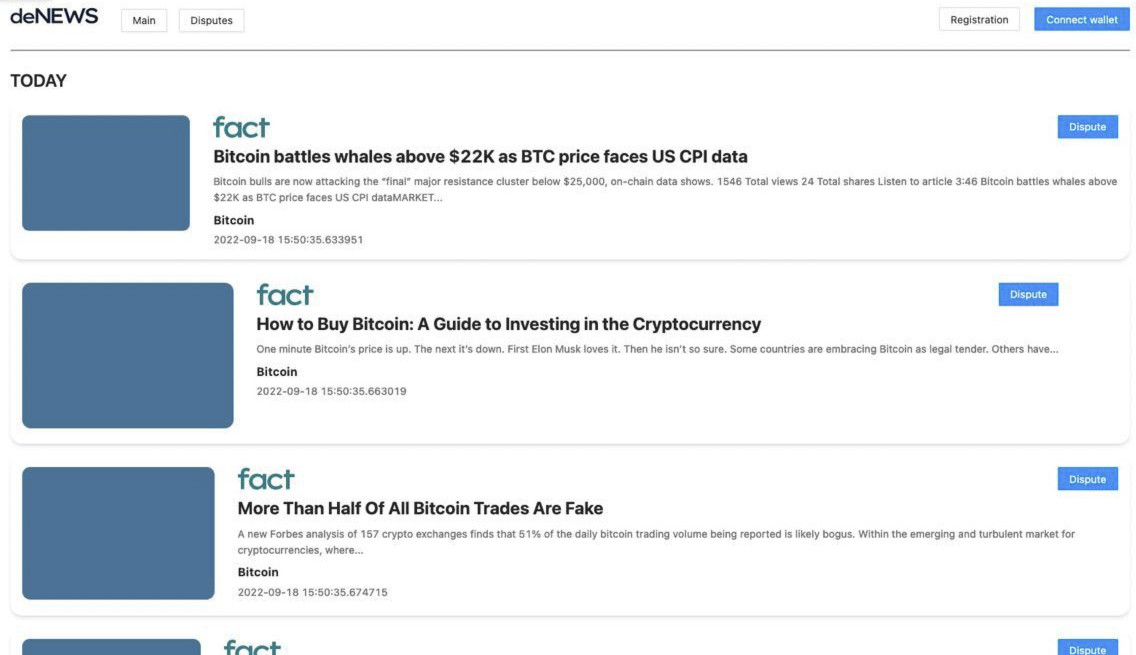 deNEWS Main Disputes Registration Connect wallet
TODAY
fact Dispute
Bitcoin battles whales above $22K as BTC price faces US CPI data
Bitcoin bulls are now attacking the “final” major resistance cluster below $25,000, on-chain data shows. 1546 Total views 24 Total shares Listen to article 3:46 Bitcoin battles whales above
$22K as BTC price faces US CPI dataMARKET...
Bitcoin
2022-09-18 15:50:35.633951
fact Dispute
How to Buy Bitcoin: A Guide to Investing in the Cryptocurrency
One minute Bitcoin’s price is up. The next it’s down. First Elon Musk loves it. Then he isn’t so sure. Some countries are embracing Bitcoin as legal tender. Others have...
Bitcoin
2022-09-18 15:50:35.663019
fact Dispute
More Than Half Of All Bitcoin Trades Are Fake
A new Forbes analysis of 157 crypto exchanges finds that 51% of the daily bitcoin trading volume being reported is likely bogus. Within the emerging and turbulent market for
cryptocurrencies, where...
Bitcoin
2022-09-18 15:50:35.674715
fact Dispute